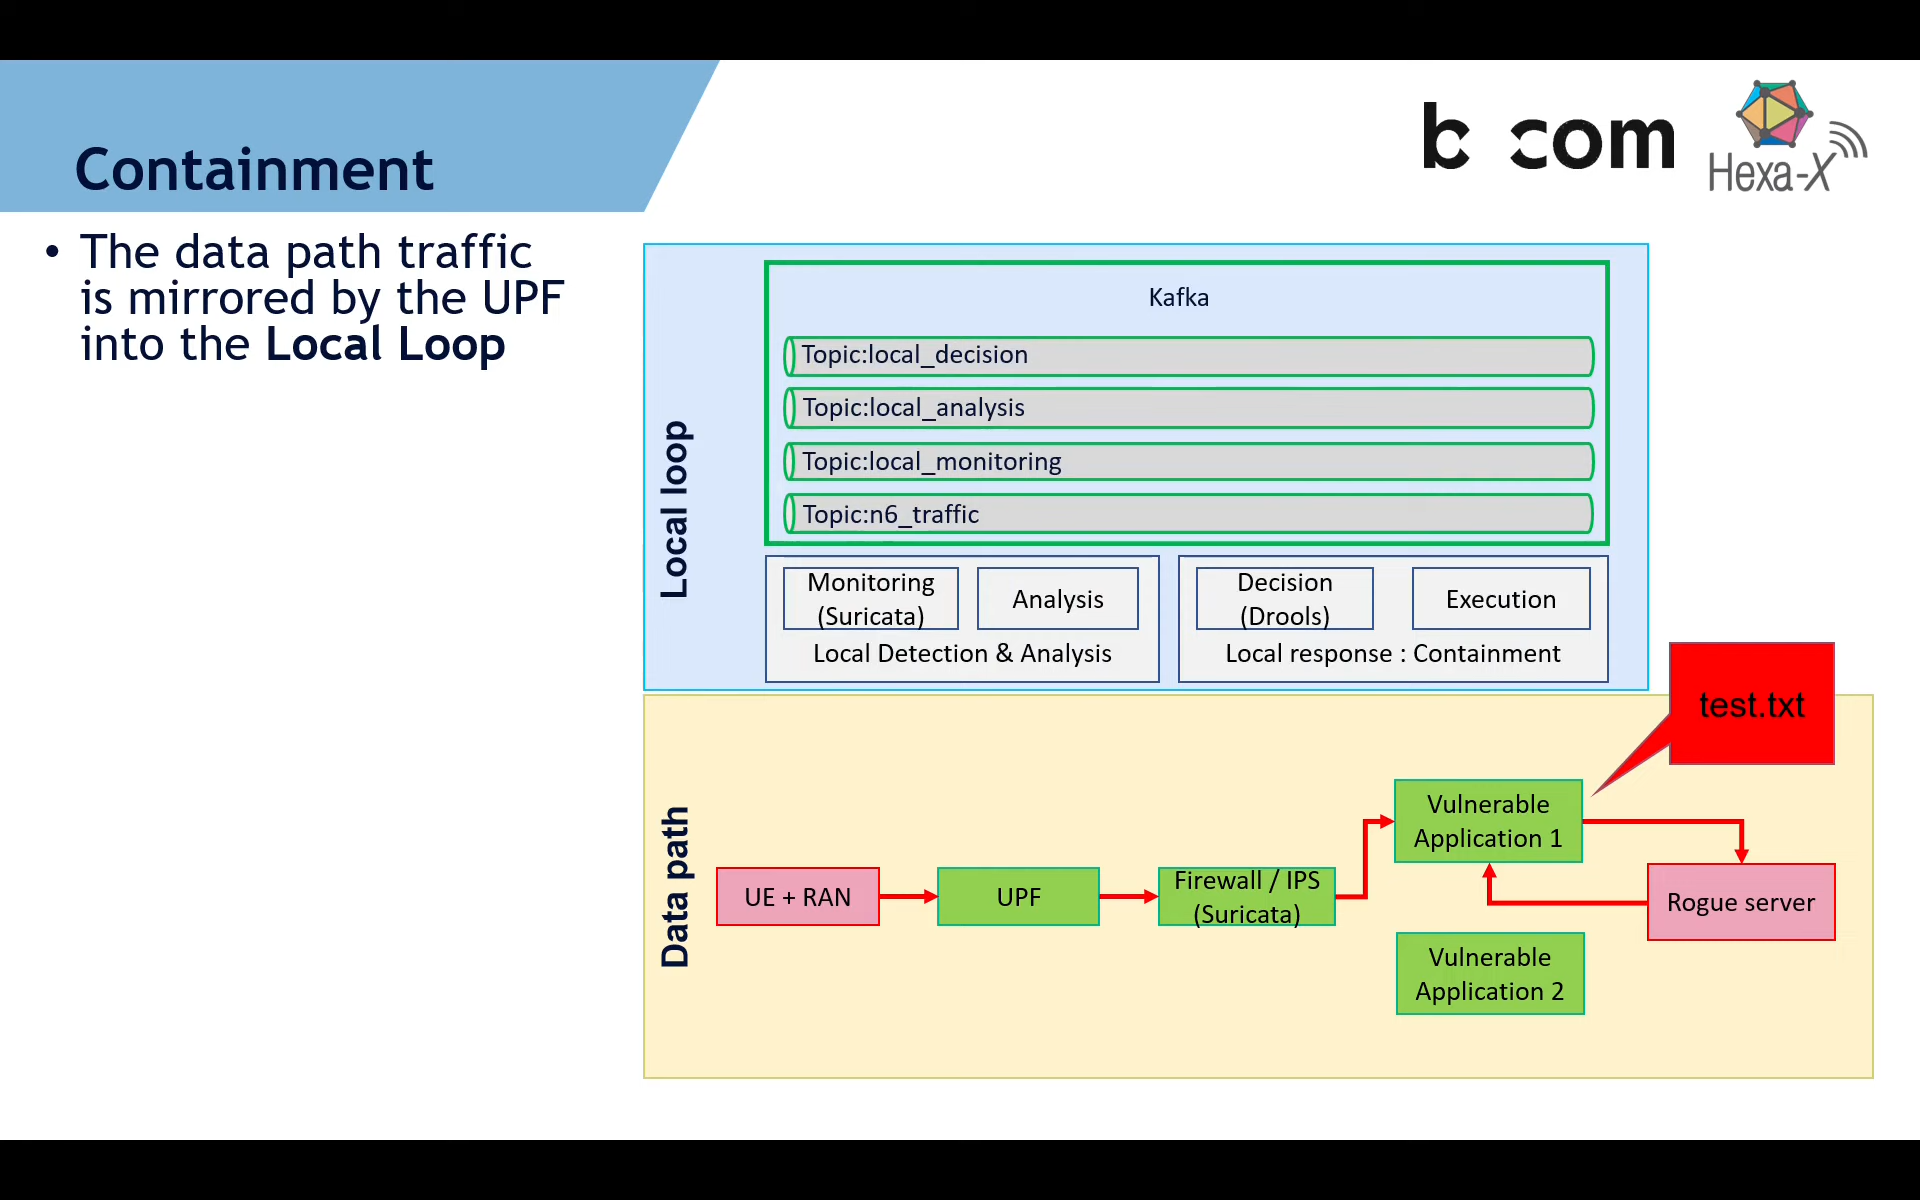 Containment
b com
Hexa-X
• The data path traffic
is mirrored by the UPF
into the Local Loop
Local loop
Kafka
Topic:local_decision
Topic:local_analysis
Topic:local_monitoring
Topic:n6_traffic
Monitoring
(Suricata)
Analysis
Local Detection & Analysis
Decision
(Drools)
Execution
Local response : Containment
test.txt
Data path
UE + RAN
UPF
Firewall / IPS
(Suricata)
Vulnerable
Application 1
Rogue server
Vulnerable
Application 2